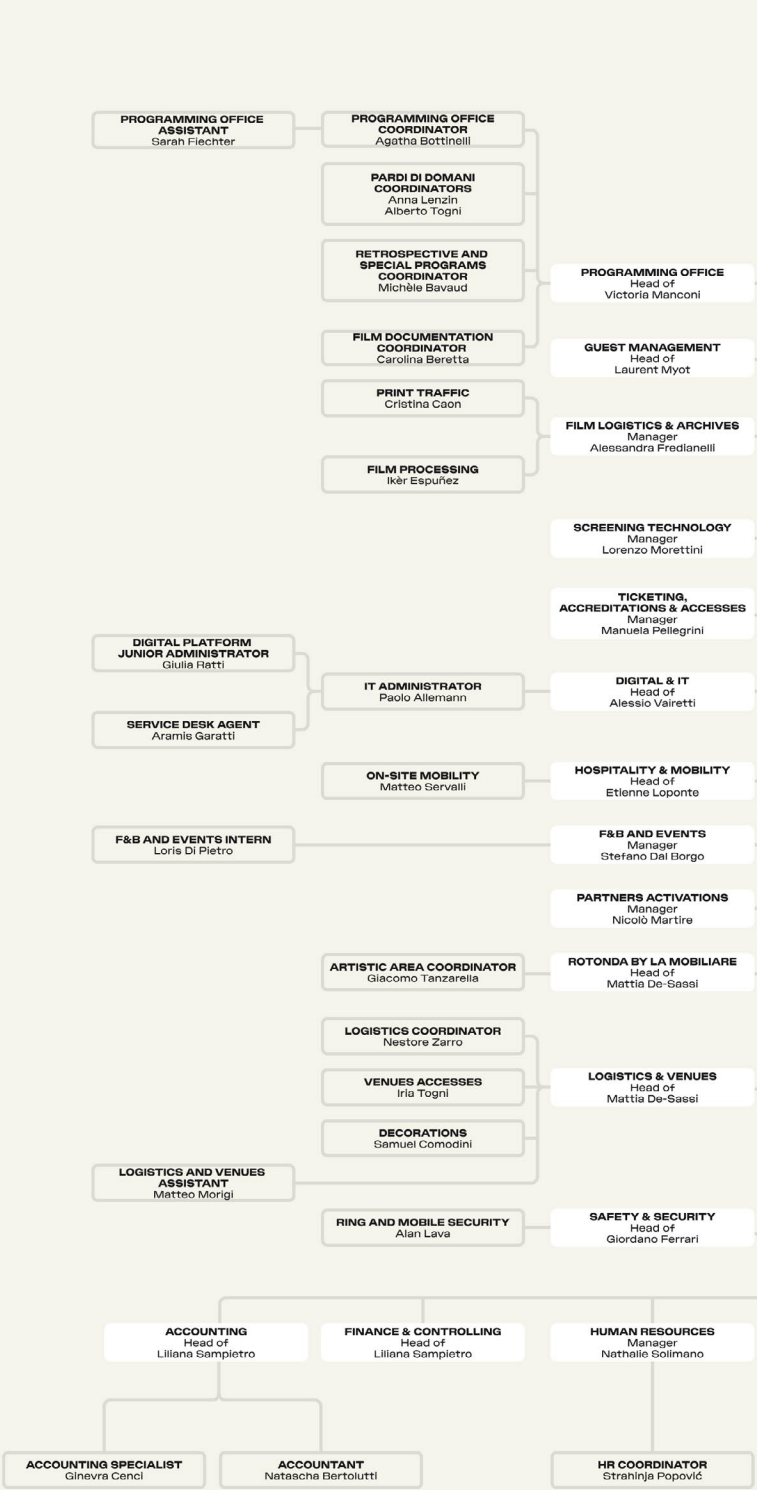 PROGRAMMING OFFICE
ASSISTANT
Sarah Fiechter
PROGRAMMING OFFICE
COORDINATOR
Agatha Bottinelli
PARDI DI DOMANI
COORDINATORS
Anna Lenzin
Alberto Togni
RETROSPECTIVE AND
SPECIAL PROGRAMS
COORDINATOR
Michèle Bavaud
PROGRAMMING OFFICE
Head of
Victoria Manconi
FILM DOCUMENTATION
COORDINATOR
Carolina Beretta
GUEST MANAGEMENT
Head of
Laurent Myot
PRINT TRAFFIC
Cristina Caon
FILM LOGISTICS & ARCHIVES
Manager
Alessandra Fredianelli
FILM PROCESSING
Ikèr Espuñez
SCREENING TECHNOLOGY
Manager
Lorenzo Morettini
TICKETING,
ACCREDITATIONS & ACCESSES
Manager
Manuela Pellegrini
DIGITAL PLATFORM
JUNIOR ADMINISTRATOR
Giulia Ratti
IT ADMINISTRATOR
Paolo Allemann
DIGITAL & IT
Head of
Alessio Vairetti
SERVICE DESK AGENT
Aramis Garatti
ON-SITE MOBILITY
Matteo Servalli
HOSPITALITY & MOBILITY
Head of
Etienne Loponte
F&B AND EVENTS INTERN
Loris Di Pietro
F&B AND EVENTS
Manager
Stefano Dal Borgo
PARTNERS ACTIVATIONS
Manager
Nicolò Martire
ARTISTIC AREA COORDINATOR
Giacomo Tanzarella
ROTONDA BY LA MOBILIARE
Head of
Mattia De-Sassi
LOGISTICS COORDINATOR
Nestore Zarro
VENUES ACCESSES
Iria Togni
LOGISTICS & VENUES
Head of
Mattia De-Sassi
DECORATIONS
Samuel Comodini
LOGISTICS AND VENUES
ASSISTANT
Matteo Morigi
RING AND MOBILE SECURITY
Alan Lava
SAFETY & SECURITY
Head of
Giordano Ferrari
ACCOUNTING
Head of
Liliana Sampietro
FINANCE & CONTROLLING
Head of
Liliana Sampietro
HUMAN RESOURCES
Manager
Nathalie Solimano
ACCOUNTING SPECIALIST
Ginevra Cenci
ACCOUNTANT
Natascha Bertolutti
HR COORDINATOR
Strahinja Popović